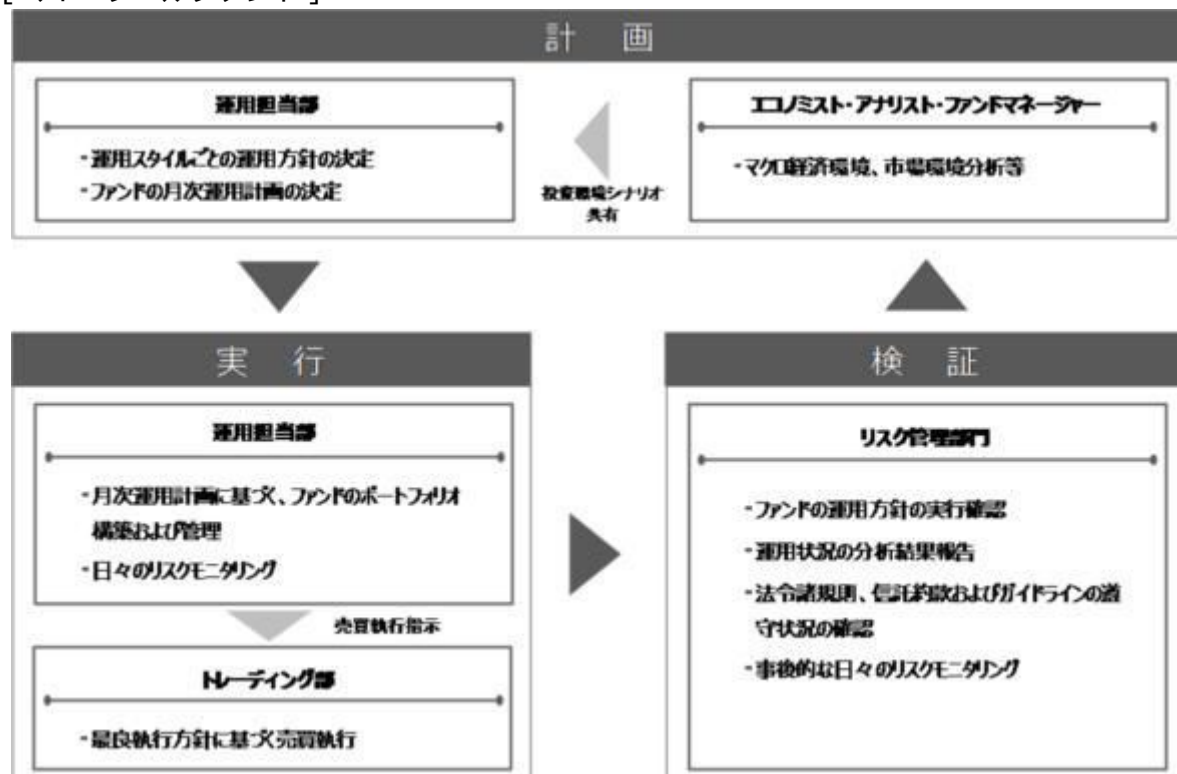 計 画
運用担当部
・運用スタイルごとの運用方針の決定
・ファンドの月次運用計画の決定
投資環境シナリオ
共有
エコノミスト・アナリスト・ファンドマネージャー
・マクロ経済環境、市場環境分析等
実 行
運用担当部
・月次運用計画に基づく、ファンドのポートフォリオ
構築および管理
・日々のリスクモニタリング
売買執行指示
トレーディング部
・最良執行方針に基づく売買執行
検 証
リスク管理部門
・ファンドの運用方針の実行確認
・運用状況の分析結果報告
・法令諸規則、信託約款およびガイドラインの遵
守状況の確認
・事後的な日々のリスクモニタリング